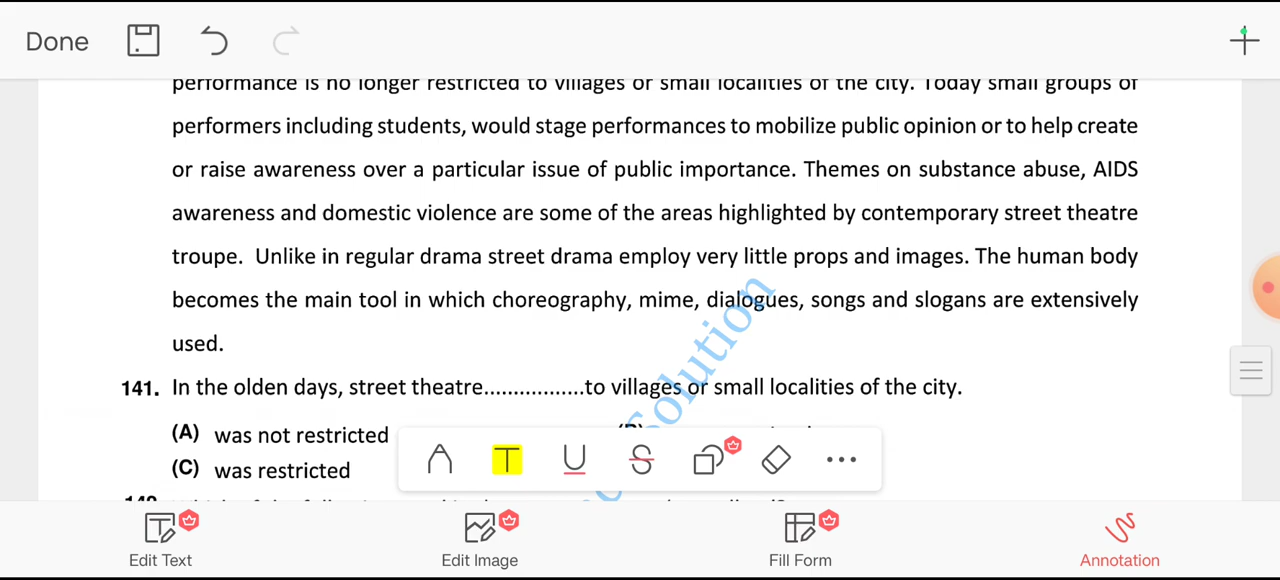 Done
performance is no longer restricted to villages or small localities of the city. Today small groups of
performers including students, would stage performances to mobilize public opinion or to help create
or raise awareness over a particular issue of public importance. Themes on substance abuse, AIDS
awareness and domestic violence are some of the areas highlighted by contemporary street theatre
troupe. Unlike in regular drama street drama employ very little props and images. The human body
becomes the main tool in which choreography, mime, dialogues, songs and slogans are extensively
used.
Solution
141. In the olden days, street theatre.................to villages or small localities of the city.
(A) was not restricted
(C) was restricted
Edit Text
Edit Image
Fill Form
Annotation